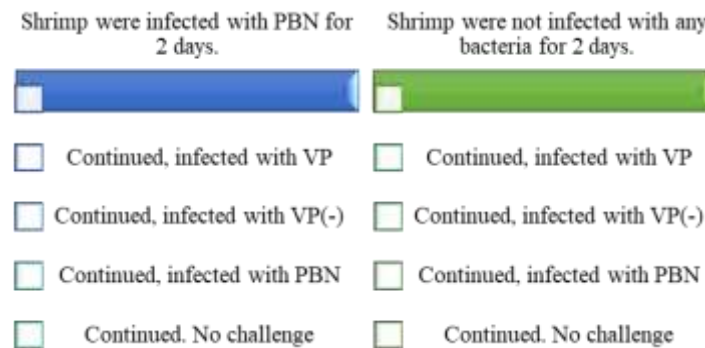 Shrimp were infected with PBN for
2 days.
Continued, infected with VP
Continued, infected with VP(-)
Continued, infected with PBN
Continued. No challenge
Shrimp were not infected with any
bacteria for 2 days.
Continued, infected with VP
Continued, infected with VP(-)
Continued, infected with PBN
Continued. No challenge